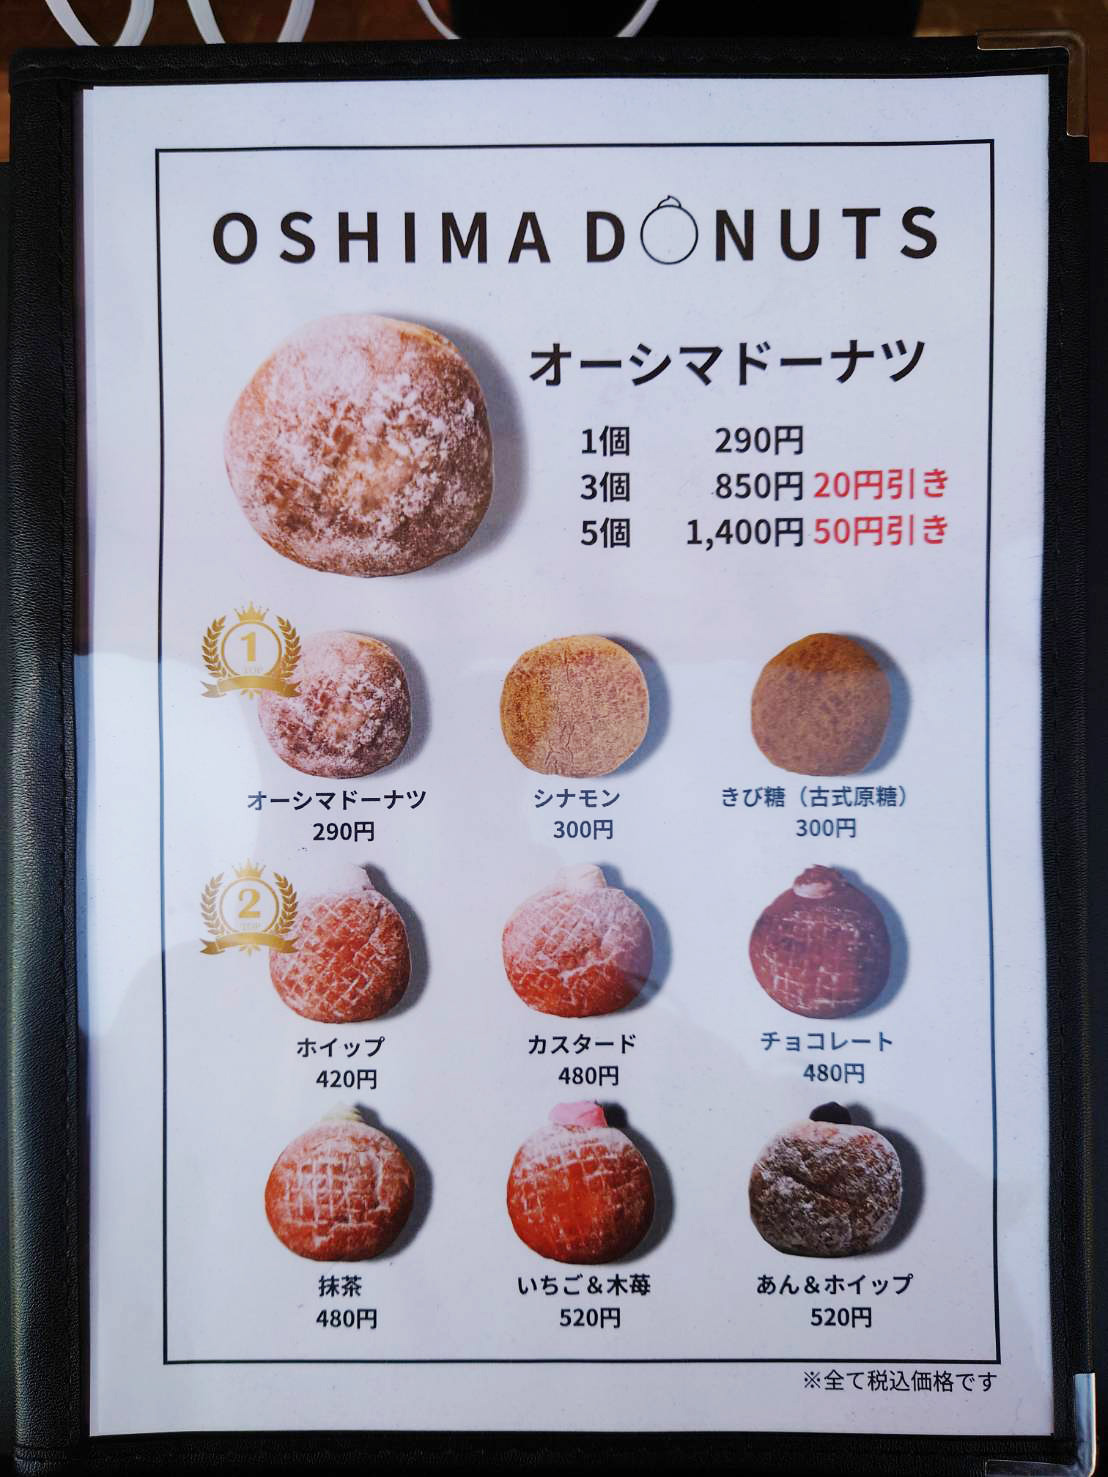 OSHIMA DONUTS
オーシマドーナツ
1個 290円
3個 850円 20円引き
5個 1,400円 50円引き
1
TOP
オーシマドーナツ
290円
シナモン
300円
きび糖（古式原糖）
300円
2
TOP
ホイップ
420円
カスタード
480円
チョコレート
480円
抹茶
480円
いちご＆木苺
520円
あん＆ホイップ
520円
※全て税込価格です